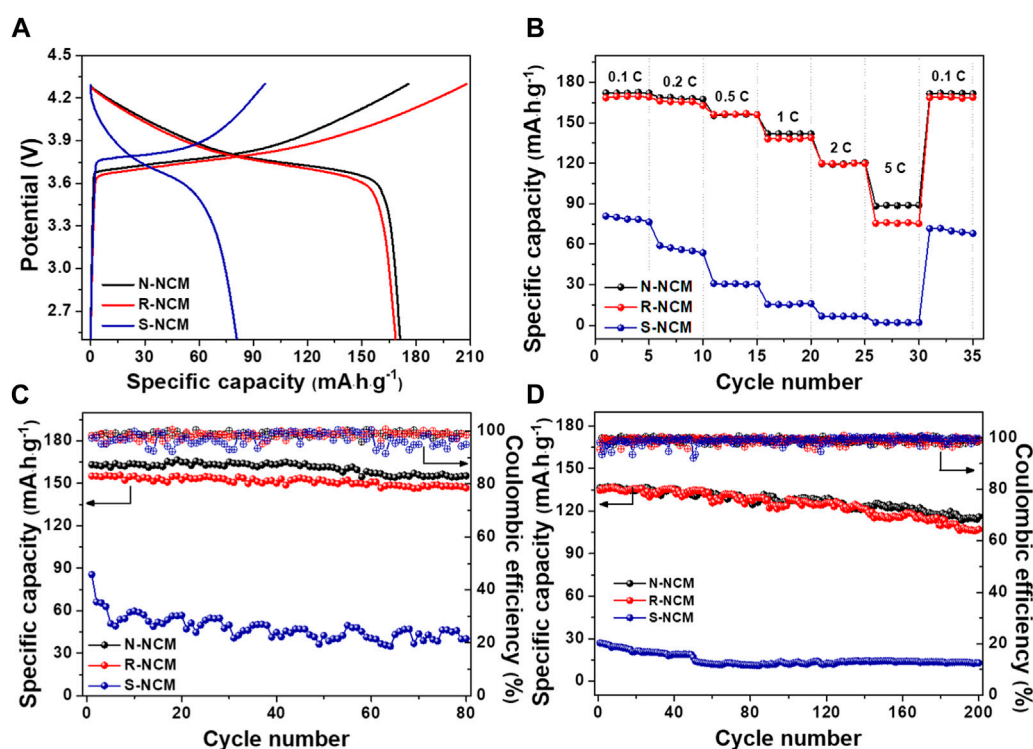 A
Potential (V)
4.5
4.2
3.9
3.6
3.3
3.0
2.7
N-NCM
R-NCM
S-NCM
0 30 60 90 120 150 180 210
Specific capacity (mA·h·g⁻¹)
B
Specific capacity (mA·h·g⁻¹)
180
150
120
90
60
30
0
0.1 C 0.2 C 0.5 C 1 C 2 C 5 C 0.1 C
N-NCM
R-NCM
S-NCM
0 5 10 15 20 25 30 35
Cycle number
C
Specific capacity (mA·h·g⁻¹)
180
150
120
90
60
30
0
N-NCM
R-NCM
S-NCM
100
80
60
40
20
0
Coulombic efficiency (%)
0 20 40 60 80
Cycle number
D
Specific capacity (mA·h·g⁻¹)
180
150
120
90
60
30
0
N-NCM
R-NCM
S-NCM
100
80
60
40
20
0
Coulombic efficiency (%)
0 40 80 120 160 200
Cycle number